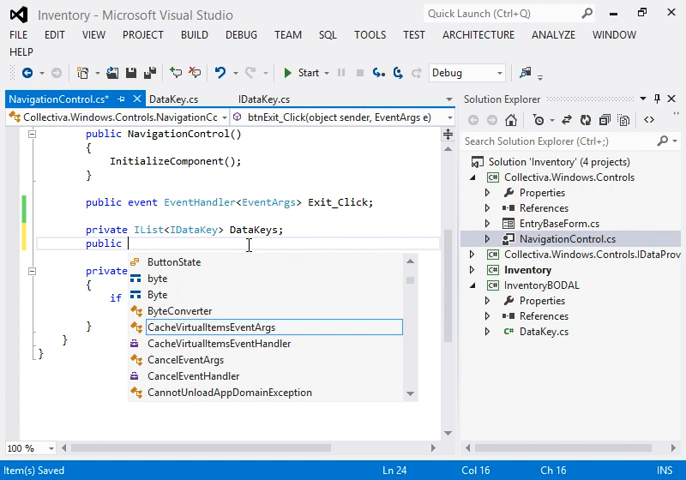 Inventory - Microsoft Visual Studio
Quick Launch (Ctrl+Q)
FILE EDIT VIEW PROJECT BUILD DEBUG TEAM SQL TOOLS TEST ARCHITECTURE ANALYZE WINDOW
HELP
Start Debug
NavigationControl.cs* DataKey.cs IDataKey.cs
Collectiva.Windows.Controls.NavigationCc btnExit_Click(object sender, EventArgs e)
public NavigationControl()
{
InitializeComponent();
}
public event EventHandler<EventArgs> Exit_Click;
private IList<IDataKey> DataKeys;
public
private
{
if
}
}
}
ButtonState
byte
Byte
ByteConverter
CacheVirtualItemsEventArgs
CacheVirtualItemsEventHandler
CancelEventArgs
CancelEventHandler
CannotUnloadAppDomainException
100 %
Solution Explorer
Search Solution Explorer (Ctrl+;)
Solution 'Inventory' (4 projects)
Collectiva.Windows.Controls
Properties
References
EntryBaseForm.cs
NavigationControl.cs
Collectiva.Windows.Controls.IDataProv
Inventory
InventoryBODAL
Properties
References
DataKey.cs
Item(s) Saved Ln 24 Col 16 Ch 16 INS